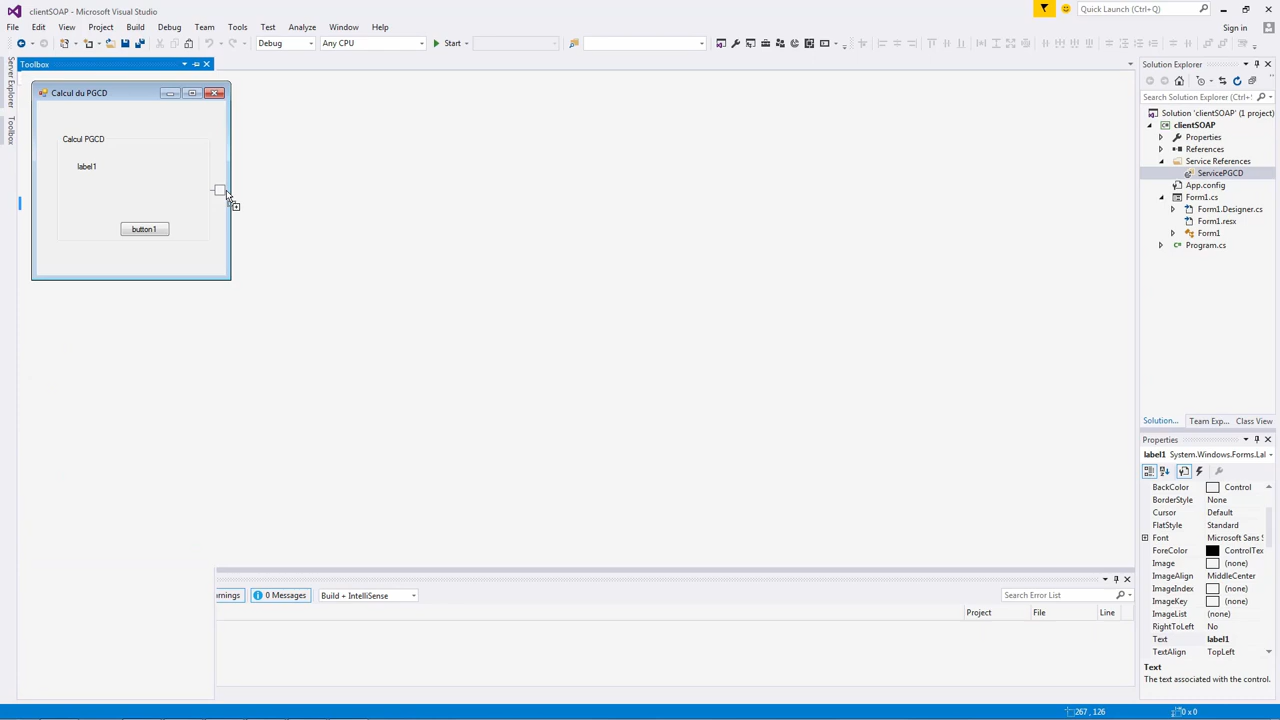 clientSOAP - Microsoft Visual Studio
Quick Launch (Ctrl+Q)
File Edit View Project Build Debug Team Tools Test Analyze Window Help
Sign in
Debug Any CPU Start
Server Explorer
Toolbox
Toolbox
Calcul du PGCD
Calcul PGCD
label1
button1
Solution Explorer
Search Solution Explorer (Ctrl+!
Solution 'clientSOAP' (1 project)
clientSOAP
Properties
References
Service References
ServicePGCD
App.config
Form1.cs
Form1.Designer.cs
Form1.resx
Form1
Program.cs
Solution... Team Exp... Class View
Properties
label1 System.Windows.Forms.Lal
BackColor Control
BorderStyle None
Cursor Default
FlatStyle Standard
Font Microsoft Sans S
ForeColor ControlTex
Image (none)
ImageAlign MiddleCenter
ImageIndex (none)
ImageKey (none)
ImageList (none)
RightToLeft No
Text label1
TextAlign TopLeft
Text
The text associated with the control.
rnings 0 Messages Build + IntelliSense Search Error List
Project File Line
267, 126 0 x 0